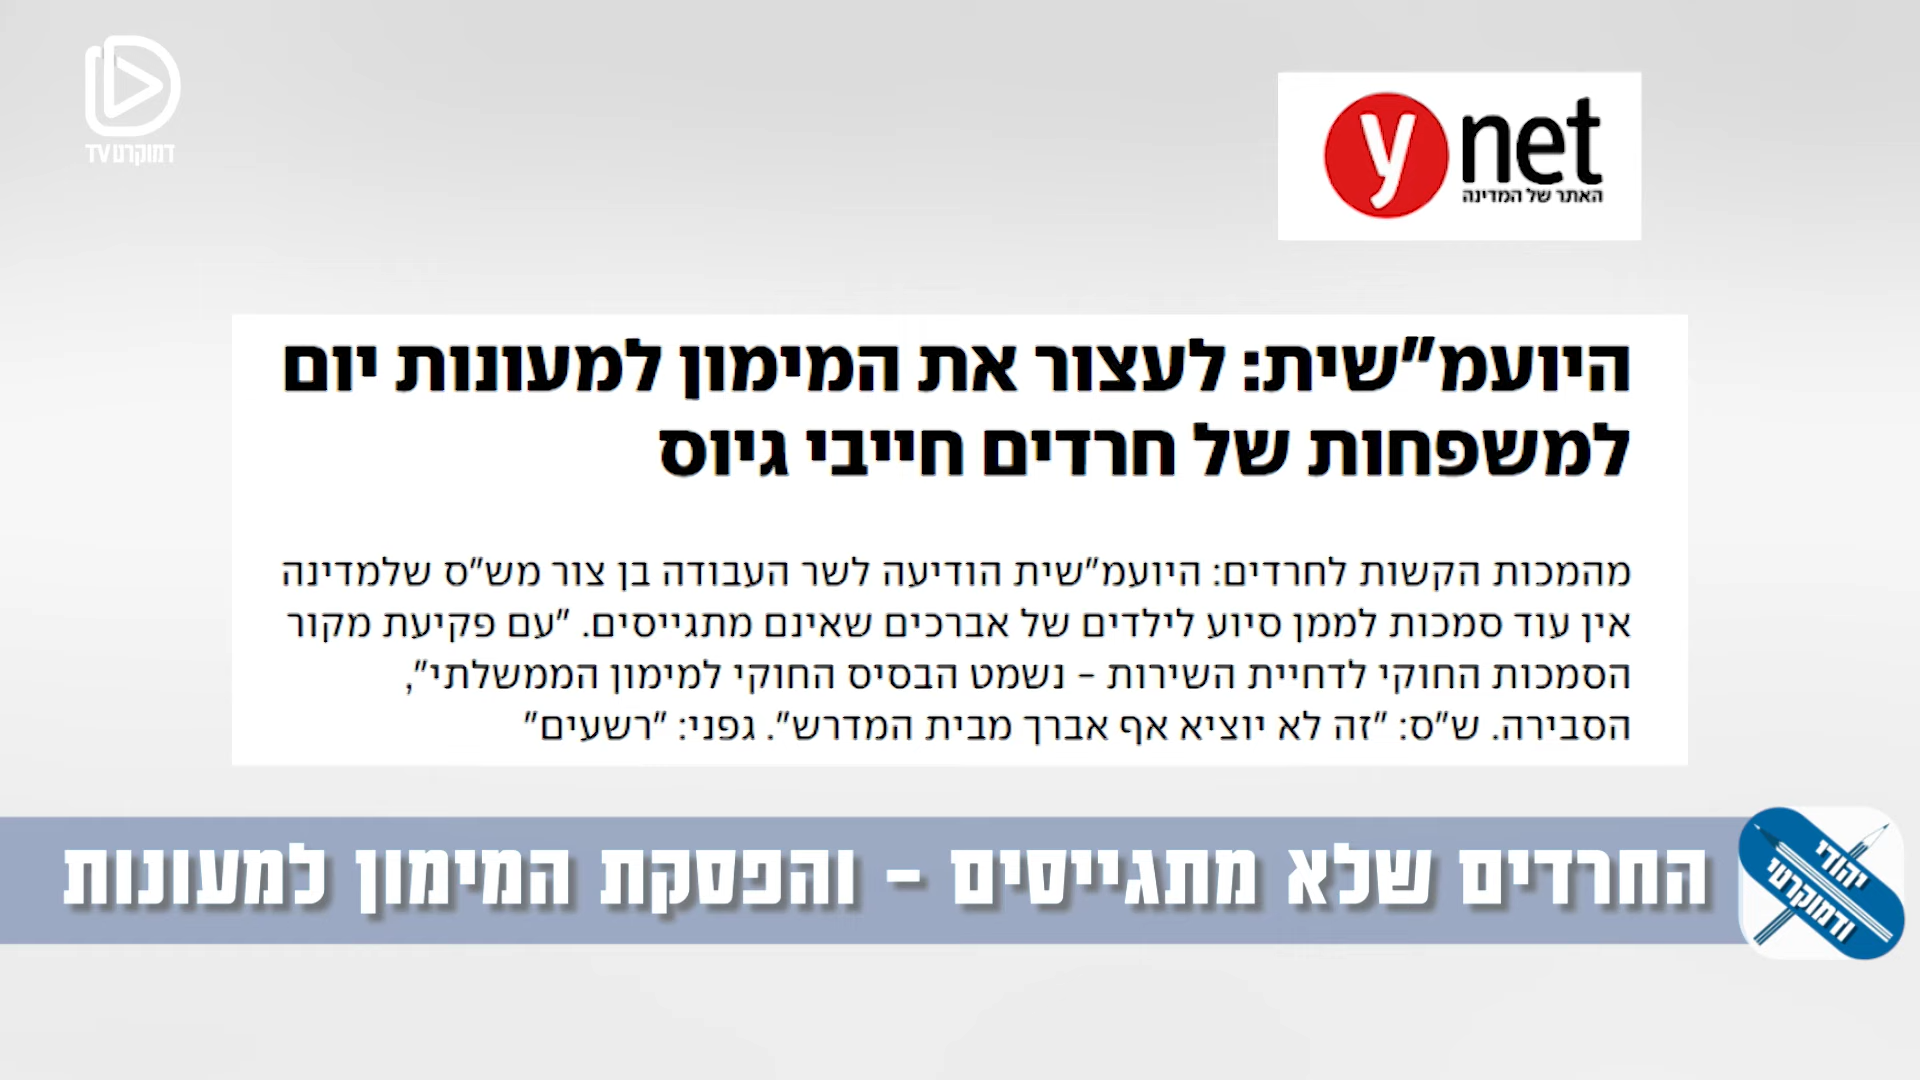 דמוקרטTV
ynet
האתר של המדינה
היועמ"שית: לעצור את המימון למעונות יום
למשפחות של חרדים חייבי גיוס
מהמכות הקשות לחרדים: היועמ"שית הודיעה לשר העבודה בן צור מש"ס שלמדינה
אין עוד סמכות לממן סיוע לילדים של אברכים שאינם מתגייסים. "עם פקיעת מקור
הסמכות החוקי לדחיית השירות - נשמט הבסיס החוקי למימון הממשלתי",
הסבירה. ש"ס: "זה לא יוציא אף אברך מבית המדרש". גפני: "רשעים"
החרדים שלא מתגייסים - והפסקת המימון למעונות
יהודי
ודמוקרטי